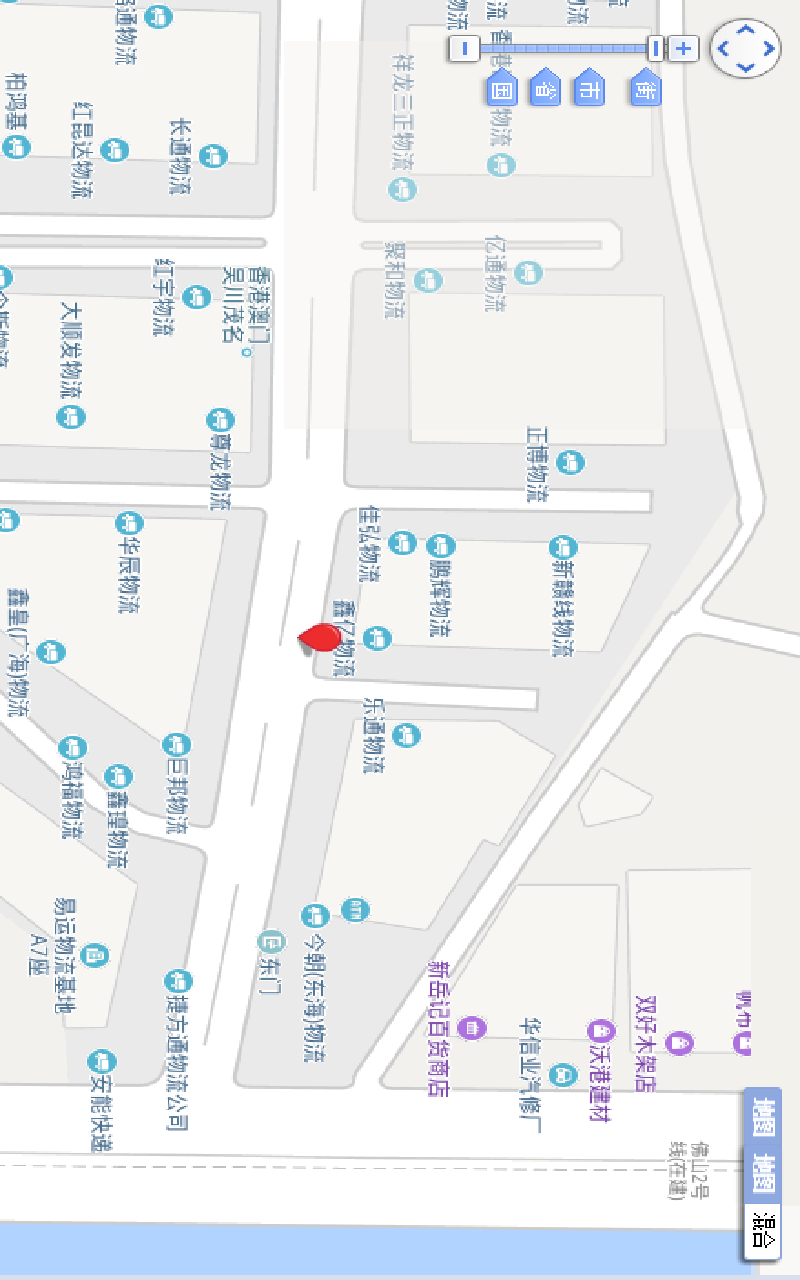 街
市
省
国
地图
地图
混合
佛山2号
线(在建)
双好木架店
沃港建材
华信业汽修厂
新岳记百货商店
新赣线物流
正博物流
鹏辉物流
佳弘物流
鑫亿物流
乐通物流
亿通物流
聚和物流
祥龙三正物流
ATM
今朝(东海)物流
东门
香港澳门
吴川茂名
尊龙物流
长通物流
红昆达物流
柏鸿基
红宇物流
大顺发物流
华辰物流
鑫皇(广海)物流
巨邦物流
鑫瑝物流
鸿福物流
捷方通物流公司
易运物流基地
A7座
安能快递